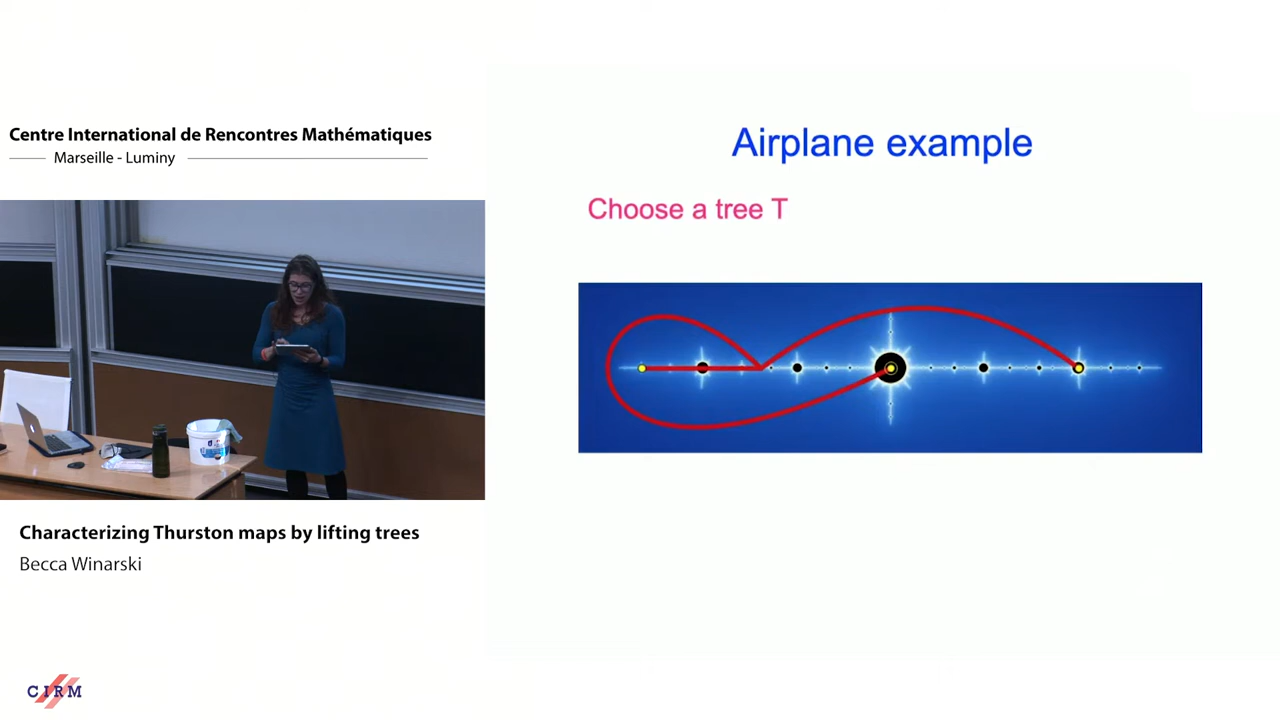 Centre International de Rencontres Mathématiques
Marseille - Luminy
Airplane example
Choose a tree T
Characterizing Thurston maps by lifting trees
Becca Winarski
CIRM